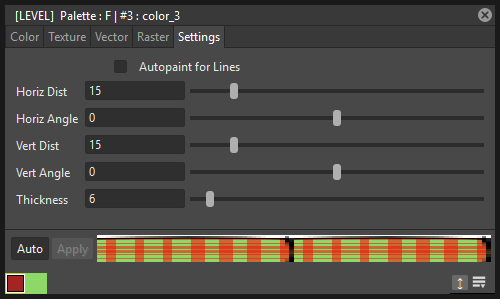 [LEVEL] Palette : F | #3 : color_3
Color Texture Vector Raster Settings
Autopaint for Lines
Horiz Dist 15
Horiz Angle 0
Vert Dist 15
Vert Angle 0
Thickness 6
Auto Apply